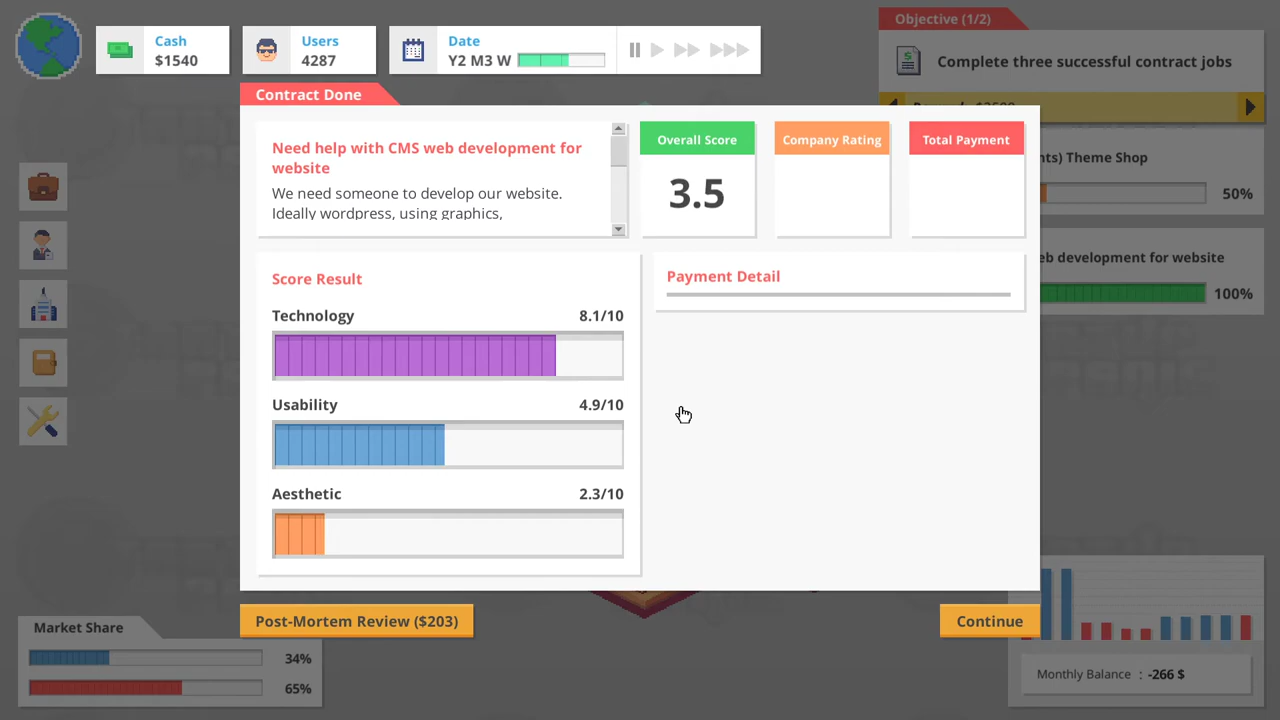 Cash
$1540
Users
4287
Date
Y2 M3 W
Objective (1/2)
Complete three successful contract jobs
Contract Done
Need help with CMS web development for
website
We need someone to develop our website.
Ideally wordpress, using graphics,
Overall Score
3.5
Company Rating
Total Payment
nts) Theme Shop
50%
eb development for website
100%
Score Result
Technology
8.1/10
Usability
4.9/10
Aesthetic
2.3/10
Payment Detail
Post-Mortem Review ($203)
Continue
Market Share
34%
65%
Monthly Balance : -266 $